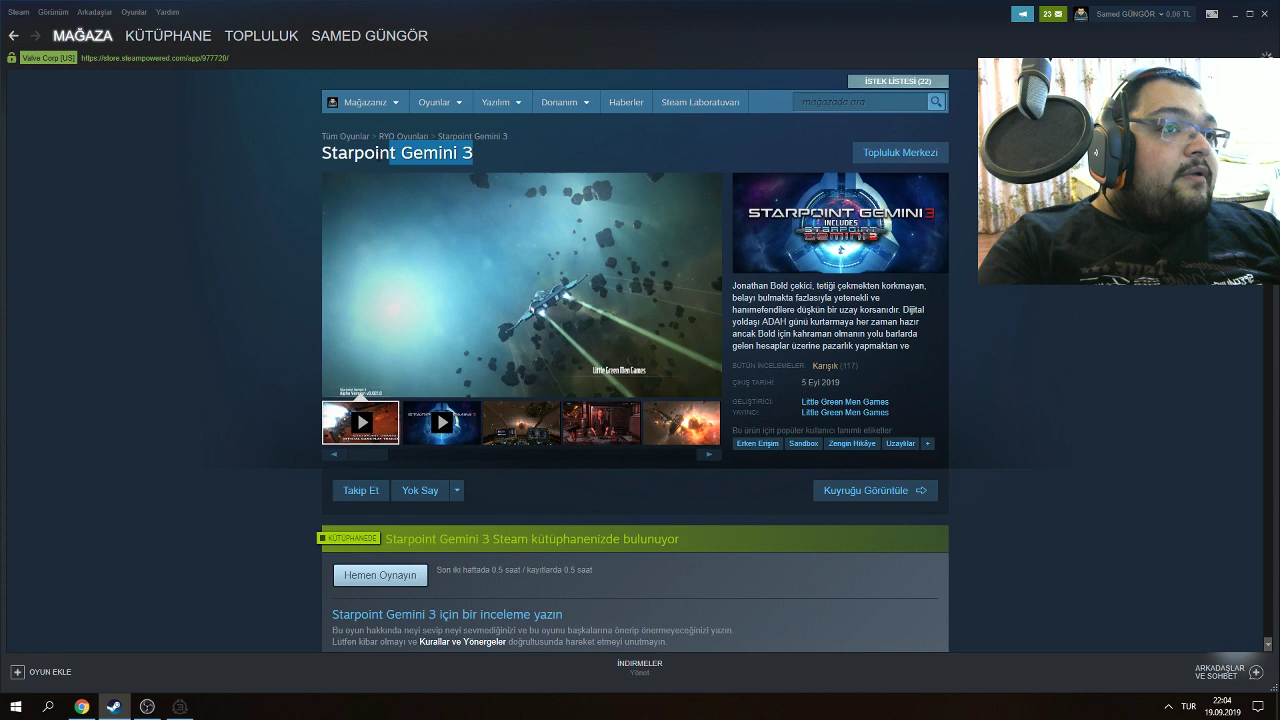 Steam Görünüm Arkadaşlar Oyunlar Yardım
23 Samed GÜNGÖR 0,06 TL
MAĞAZA KÜTÜPHANE TOPLULUK SAMED GÜNGÖR
Valve Corp [US] https://store.steampowered.com/app/977720/
İSTEK LİSTESİ (22)
Mağazanız Oyunlar Yazılım Donanım Haberler Steam Laboratuvarı mağazada ara
Tüm Oyunlar > RYO Oyunları > Starpoint Gemini 3
Starpoint Gemini 3
Topluluk Merkezi
STARPOINT GEMINI 3
INCLUDES
STARPOINT
GEMINI 3
Jonathan Bold çekici, tetiği çekmekten korkmayan,
belayı bulmakta fazlasıyla yetenekli ve
hanımefendilere düşkün bir uzay korsanıdır. Dijital
yoldaşı ADAH günü kurtarmaya her zaman hazır
ancak Bold için kahraman olmanın yolu barlarda
gelen hesaplar üzerine pazarlık yapmaktan ve
Little Green Men Games
Starpoint Gemini 3
BÜTÜN İNCELEMELER: Karışık (117)
ÇIKIŞ TARİHİ: 5 Eyl 2019
GELİŞTİRİCİ: Little Green Men Games
YAYINCI: Little Green Men Games
Bu ürün için popüler kullanıcı tanımlı etiketler:
Erken Erişim Sandbox Zengin Hikâye Uzaylılar +
Takip Et Yok Say Kuyruğu Görüntüle
KÜTÜPHANEDE Starpoint Gemini 3 Steam kütüphanenizde bulunuyor
Hemen Oynayın Son iki haftada 0.5 saat / kayıtlarda 0.5 saat
Starpoint Gemini 3 için bir inceleme yazın
Bu oyun hakkında neyi sevip neyi sevmediğinizi ve bu oyunu başkalarına önerip önermeyeceğinizi yazın.
Lütfen kibar olmayı ve Kurallar ve Yönergeler doğrultusunda hareket etmeyi unutmayın.
OYUN EKLE
İNDİRMELER
Yönet
ARKADAŞLAR
VE SOHBET
TUR
22:04
19.09.2019